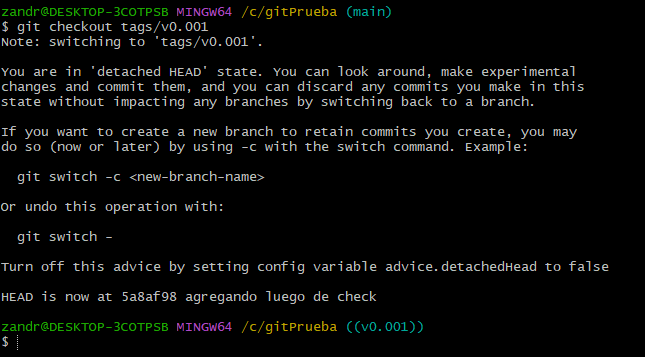 zandr@DESKTOP-3COTPSB MINGW64 /c/gitPrueba (main)
$ git checkout tags/v0.001
Note: switching to 'tags/v0.001'.
You are in 'detached HEAD' state. You can look around, make experimental
changes and commit them, and you can discard any commits you make in this
state without impacting any branches by switching back to a branch.
If you want to create a new branch to retain commits you create, you may
do so (now or later) by using -c with the switch command. Example:
git switch -c <new-branch-name>
Or undo this operation with:
git switch -
Turn off this advice by setting config variable advice.detachedHead to false
HEAD is now at 5a8af98 agregando luego de check
zandr@DESKTOP-3COTPSB MINGW64 /c/gitPrueba ((v0.001))
$